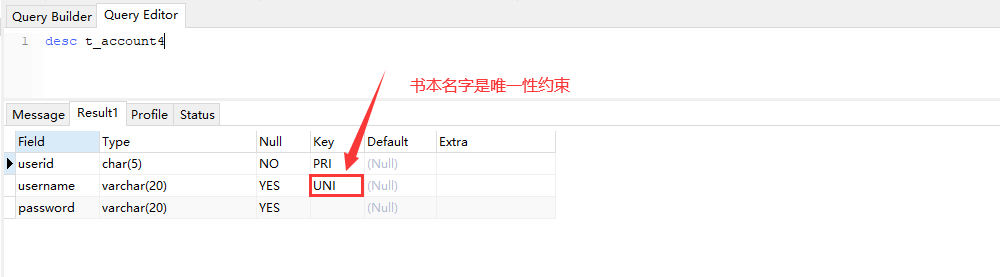 Query Builder Query Editor
1 desc t_account4
书本名字是唯一性约束
Message Result1 Profile Status
Field Type Null Key Default Extra
userid char(5) NO PRI (Null)
username varchar(20) YES UNI (Null)
password varchar(20) YES (Null)